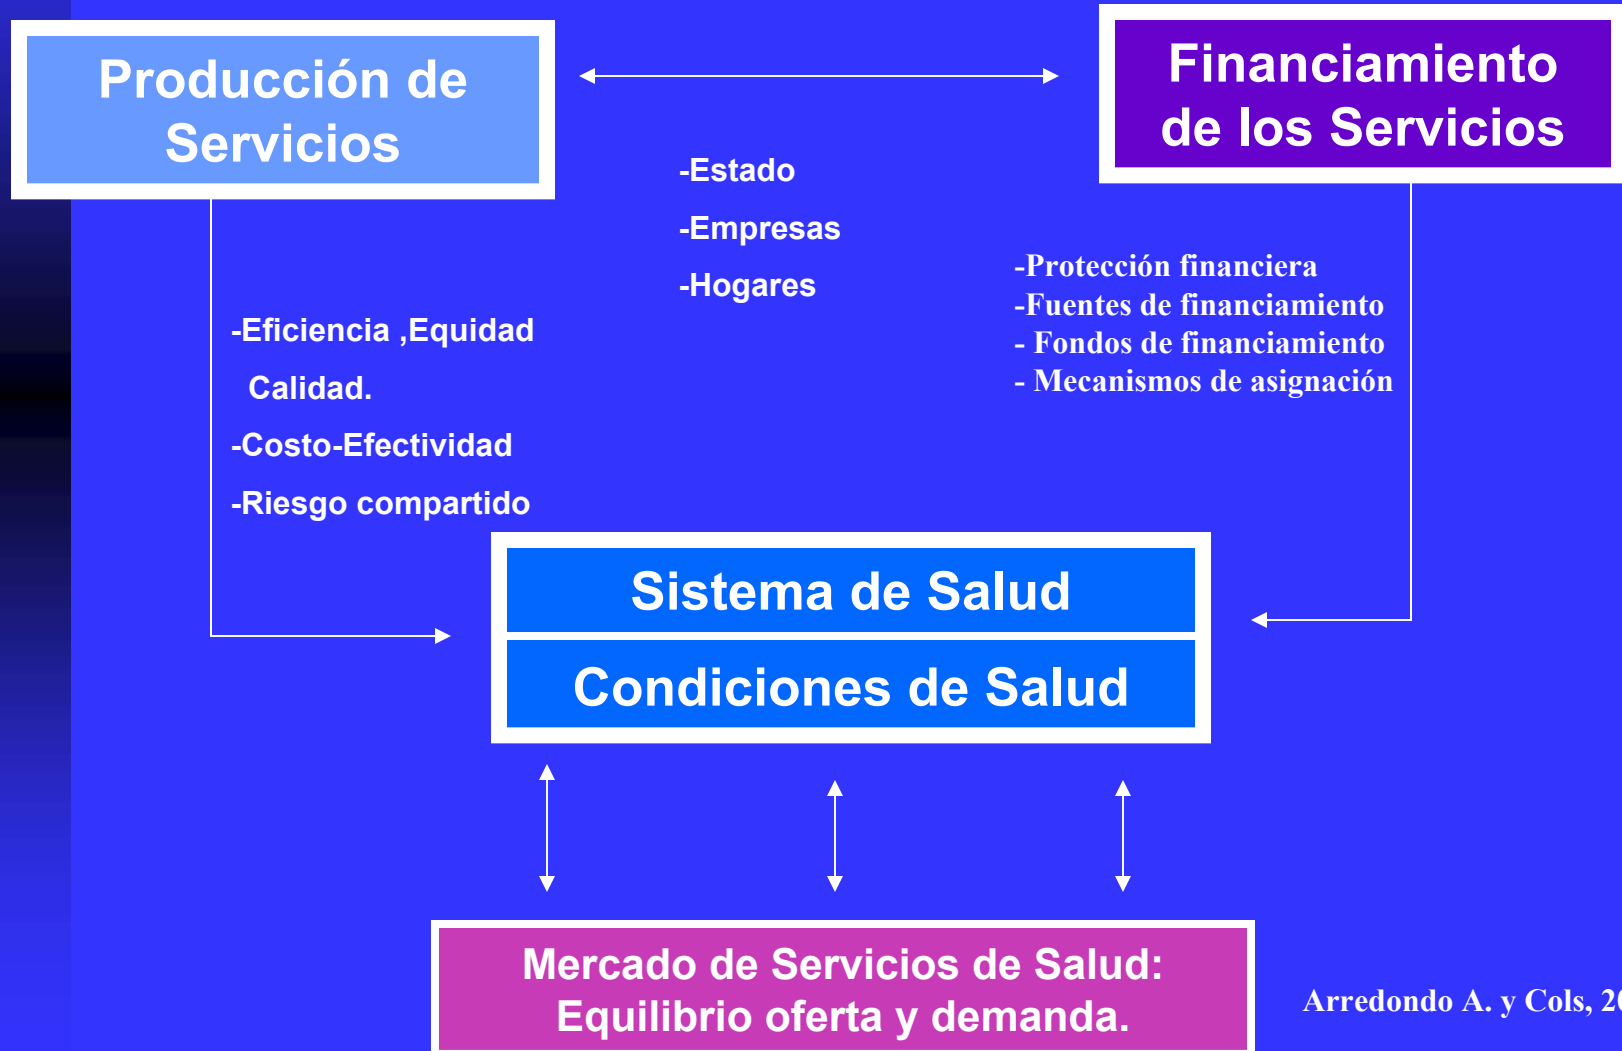 Producción de
Servicios
Financiamiento
de los Servicios
-Estado
-Empresas
-Hogares
-Protección financiera
-Fuentes de financiamiento
- Fondos de financiamiento
- Mecanismos de asignación
-Eficiencia ,Equidad
Calidad.
-Costo-Efectividad
-Riesgo compartido
Sistema de Salud
Condiciones de Salud
Mercado de Servicios de Salud:
Equilibrio oferta y demanda.
Arredondo A. y Cols,